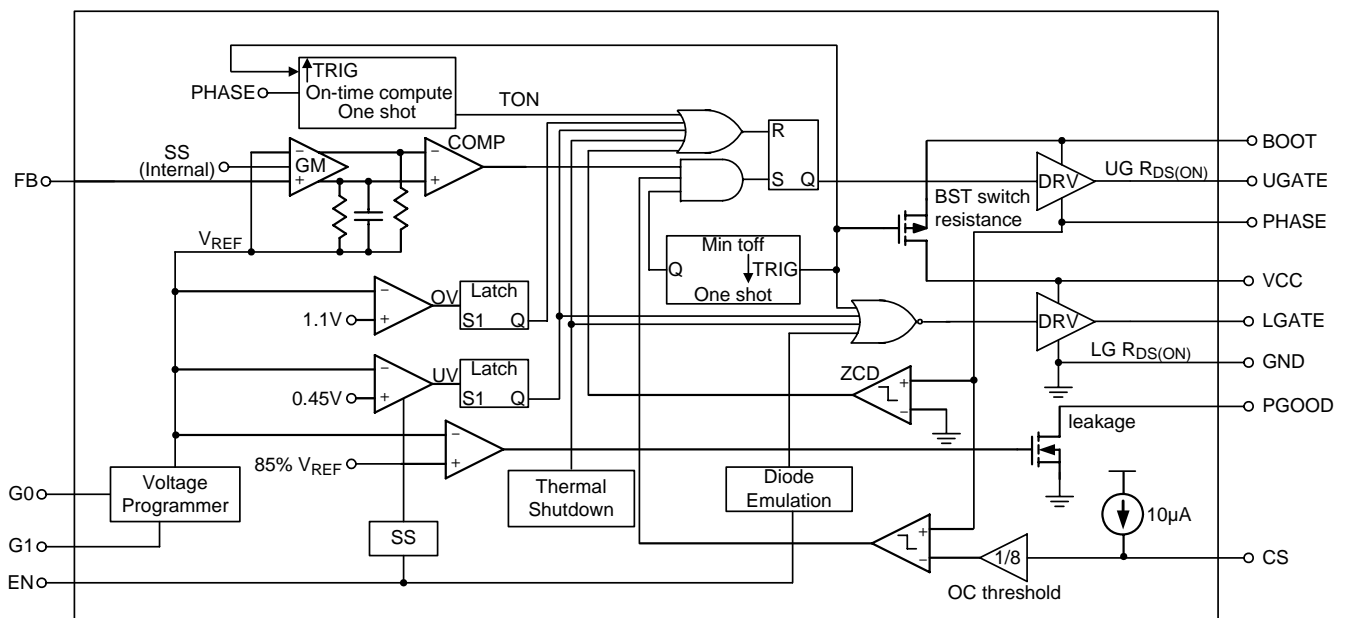 TRIG
On-time compute
One shot
PHASE
TON
SS
(Internal)
GM
COMP
FB
R
S Q
DRV
BOOT
UG RDS(ON)
UGATE
PHASE
BST switch
resistance
VREF
Min toff
Q TRIG
One shot
VCC
DRV
LGATE
LG RDS(ON)
GND
OV
Latch
S1 Q
1.1V
UV
Latch
S1 Q
0.45V
ZCD
leakage
PGOOD
85% VREF
G0
Voltage
Programmer
G1
Thermal
Shutdown
Diode
Emulation
SS
10µA
1/8
CS
OC threshold
EN
− +
− +
− +
− +
− +
+ −
+ −